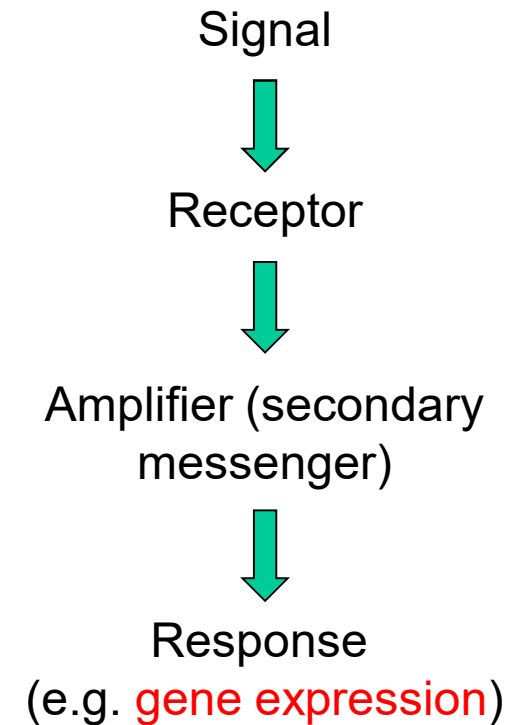 Signal
Receptor
Amplifier (secondary
messenger)
Response
(e.g. gene expression)